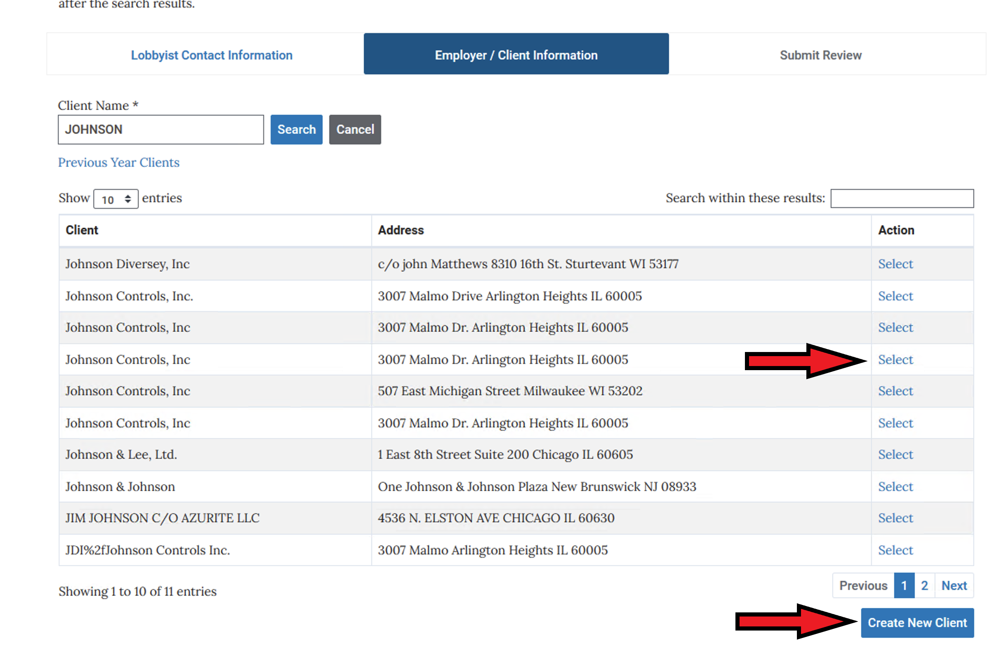 after the search results.
Lobbyist Contact Information Employer / Client Information Submit Review
Client Name *
JOHNSON Search Cancel
Previous Year Clients
Show 10 entries Search within these results:
Client Address Action
Johnson Diversey, Inc c/o john Matthews 8310 16th St. Sturtevant WI 53177 Select
Johnson Controls, Inc. 3007 Malmo Drive Arlington Heights IL 60005 Select
Johnson Controls, Inc 3007 Malmo Dr. Arlington Heights IL 60005 Select
Johnson Controls, Inc 3007 Malmo Dr. Arlington Heights IL 60005 Select
Johnson Controls, Inc 507 East Michigan Street Milwaukee WI 53202 Select
Johnson Controls, Inc 3007 Malmo Dr. Arlington Heights IL 60005 Select
Johnson & Lee, Ltd. 1 East 8th Street Suite 200 Chicago IL 60605 Select
Johnson & Johnson One Johnson & Johnson Plaza New Brunswick NJ 08933 Select
JIM JOHNSON C/O AZURITE LLC 4536 N. ELSTON AVE CHICAGO IL 60630 Select
JDI%2fJohnson Controls Inc. 3007 Malmo Arlington Heights IL 60005 Select
Showing 1 to 10 of 11 entries Previous 1 2 Next
Create New Client